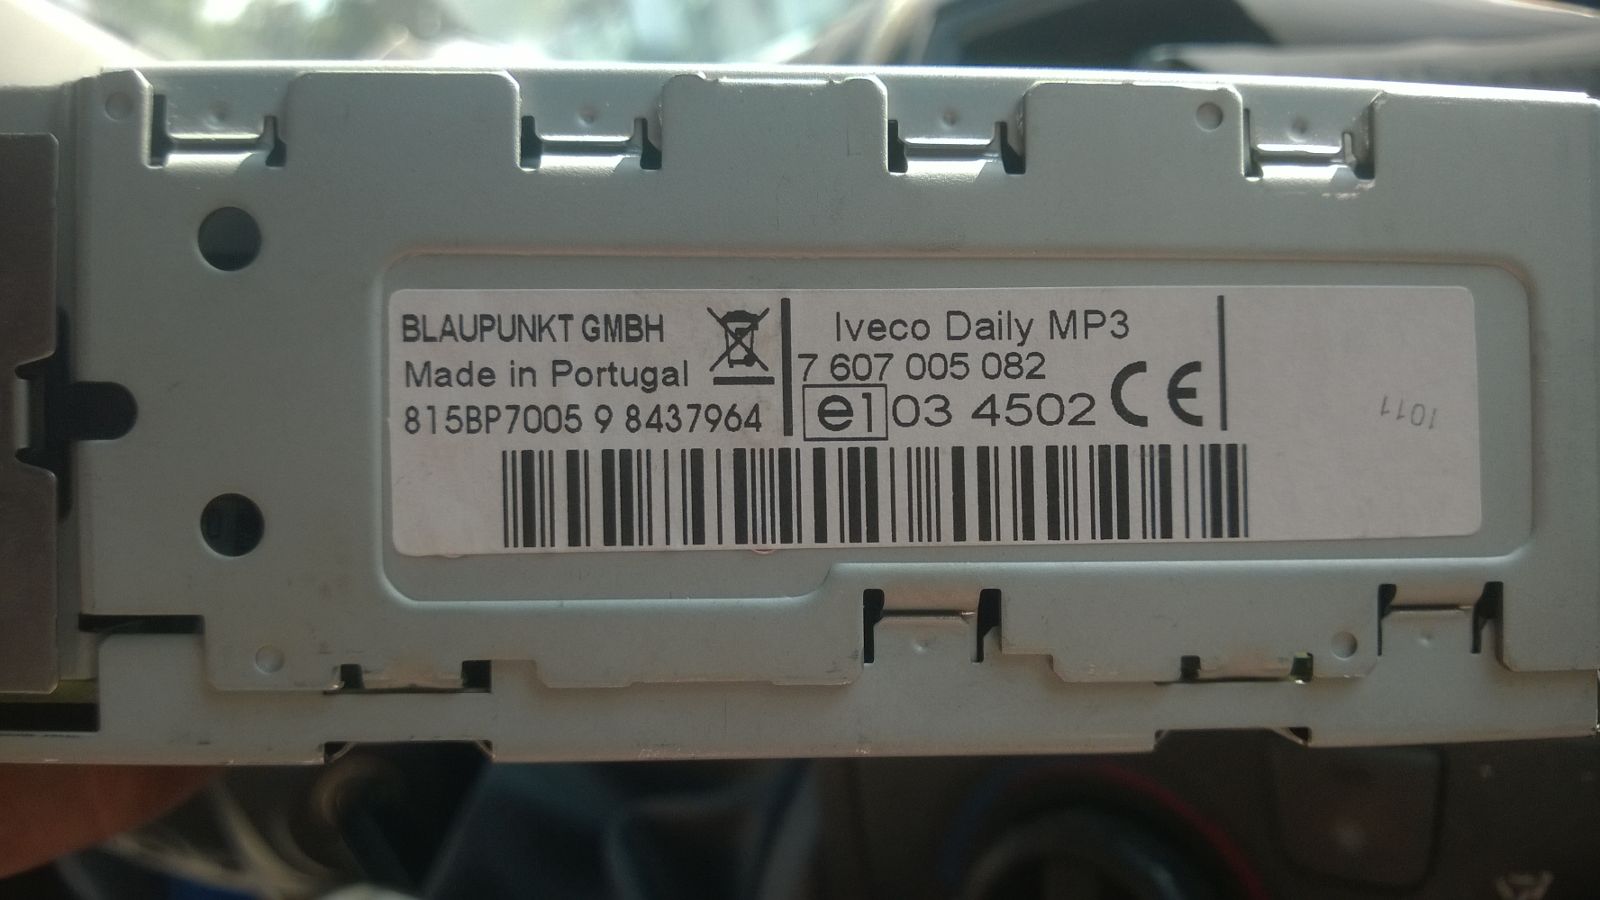 BLAUPUNKT GMBH
Made in Portugal
815BP7005 9 8437964
Iveco Daily MP3
7 607 005 082
e1 03 4502 CE
1011